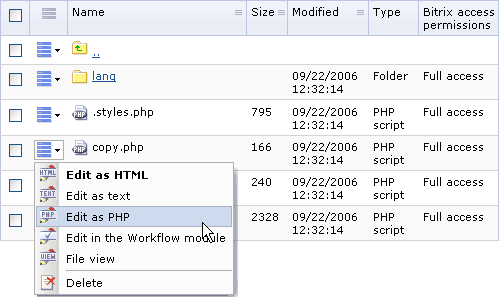 Name Size Modified Type Bitrix access
permissions
..
lang 09/22/2006 Folder Full access
12:32:14
.styles.php 795 09/22/2006 PHP Full access
12:32:14 script
copy.php 166 09/22/2006 PHP Full access
12:32:14 script
HTML Edit as HTML 240 09/22/2006 PHP Full access
TEXT Edit as text 12:32:14 script
PHP Edit as PHP 2328 09/22/2006 PHP Full access
Edit in the Workflow module 12:32:14 script
VIEW File view
Delete